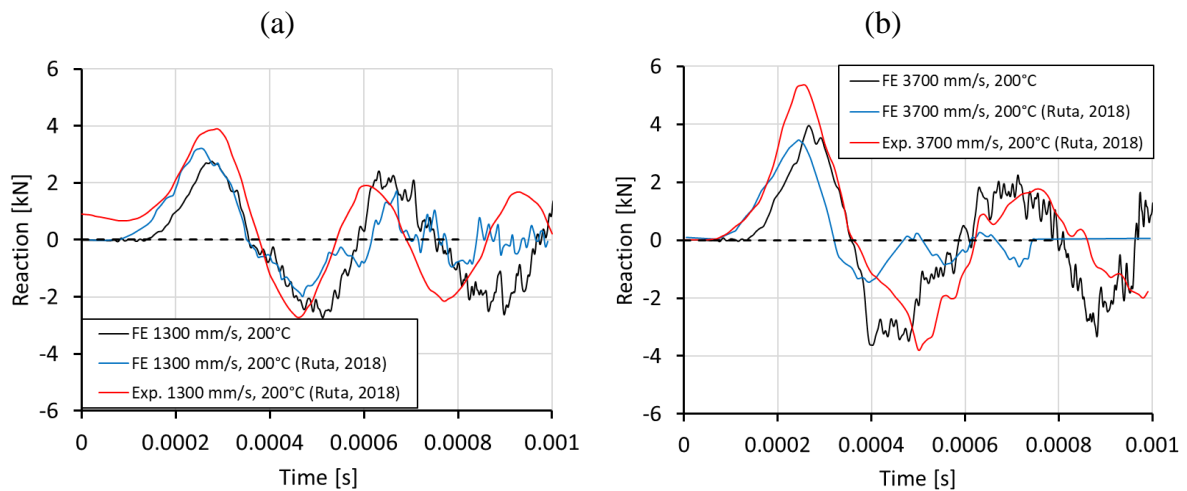 (a)
6
4
2
0
-2
-4
-6
Reaction [kN]
FE 1300 mm/s, 200°C
FE 1300 mm/s, 200°C (Ruta, 2018)
Exp. 1300 mm/s, 200°C (Ruta, 2018)
0 0.0002 0.0004 0.0006 0.0008 0.001
Time [s]
(b)
6
4
2
0
-2
-4
-6
Reaction [kN]
FE 3700 mm/s, 200°C
FE 3700 mm/s, 200°C (Ruta, 2018)
Exp. 3700 mm/s, 200°C (Ruta, 2018)
0 0.0002 0.0004 0.0006 0.0008 0.001
Time [s]